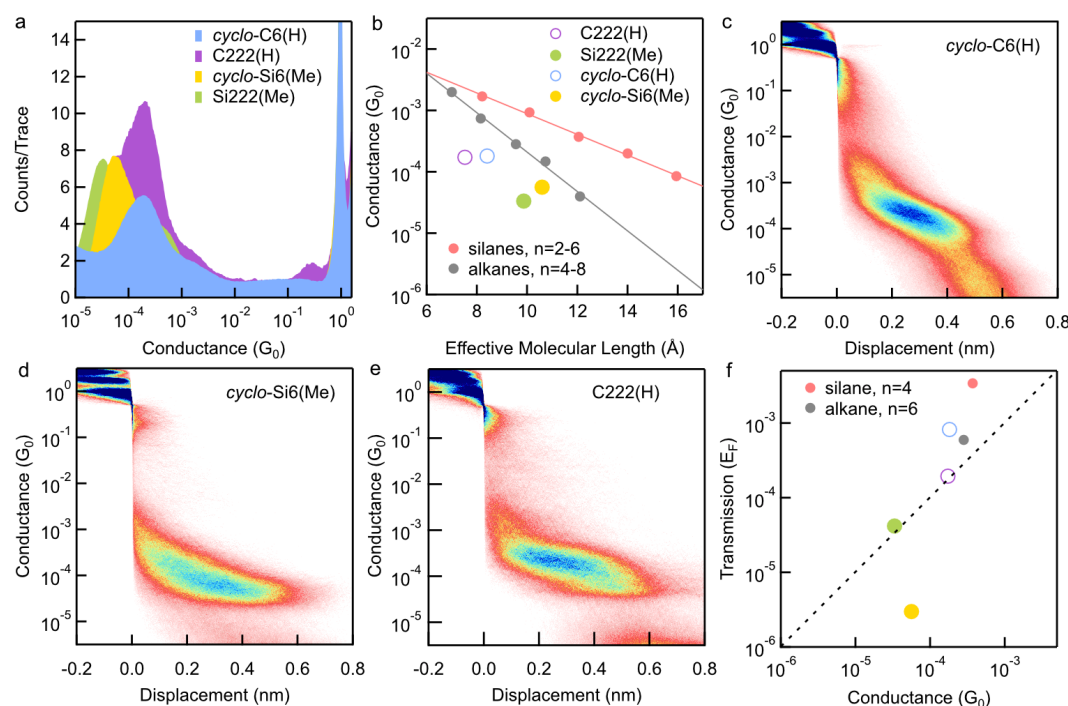 a
14
12
10
8
6
4
2
0
Counts/Trace
10-5
10-4
10-3
10-2
10-1
100
Conductance (G0)
cyclo-C6(H)
C222(H)
cyclo-Si6(Me)
Si222(Me)
b
10-2
10-3
10-4
10-5
10-6
Conductance (G0)
C222(H)
Si222(Me)
cyclo-C6(H)
cyclo-Si6(Me)
silanes, n=2-6
alkanes, n=4-8
6
8
10
12
14
16
Effective Molecular Length (Å)
c
cyclo-C6(H)
100
10-1
10-2
10-3
10-4
10-5
Conductance (G0)
-0.2
0.0
0.2
0.4
0.6
0.8
Displacement (nm)
d
cyclo-Si6(Me)
100
10-1
10-2
10-3
10-4
10-5
Conductance (G0)
-0.2
0.0
0.2
0.4
0.6
0.8
Displacement (nm)
e
C222(H)
100
10-1
10-2
10-3
10-4
10-5
Conductance (G0)
-0.2
0.0
0.2
0.4
0.6
0.8
Displacement (nm)
f
silane, n=4
alkane, n=6
10-3
10-4
10-5
10-6
Transmission (EF)
10-6
10-5
10-4
10-3
Conductance (G0)